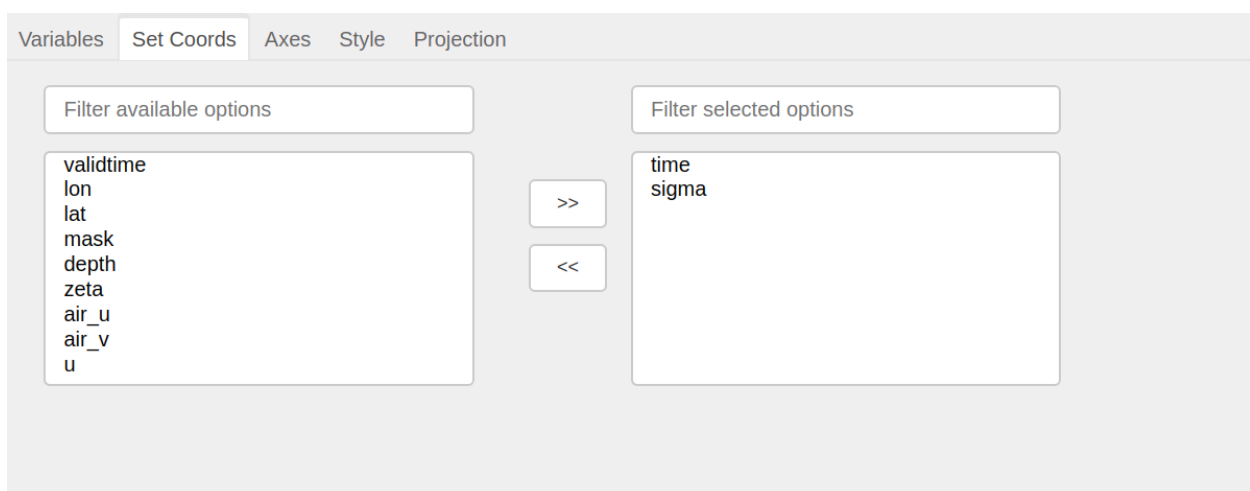 Variables Set Coords Axes Style Projection
Filter available options
validtime
lon
lat
mask
depth
zeta
air_u
air_v
u
>>
<<
Filter selected options
time
sigma